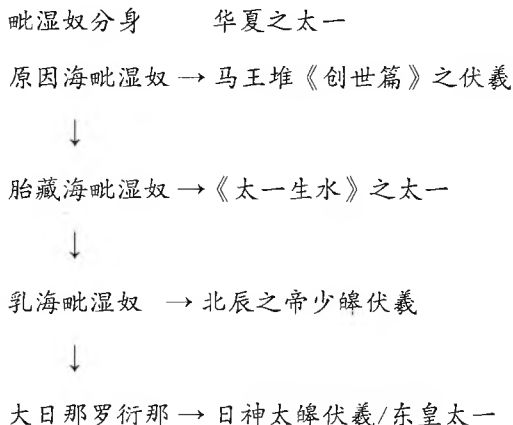 毗湿奴分身 华夏之太一
原因海毗湿奴 → 马王堆《创世篇》之伏羲
↓
胎藏海毗湿奴 → 《太一生水》之太一
↓
乳海毗湿奴 → 北辰之帝少皞伏羲
↓
大日那罗衍那 → 日神太皞伏羲/东皇太一